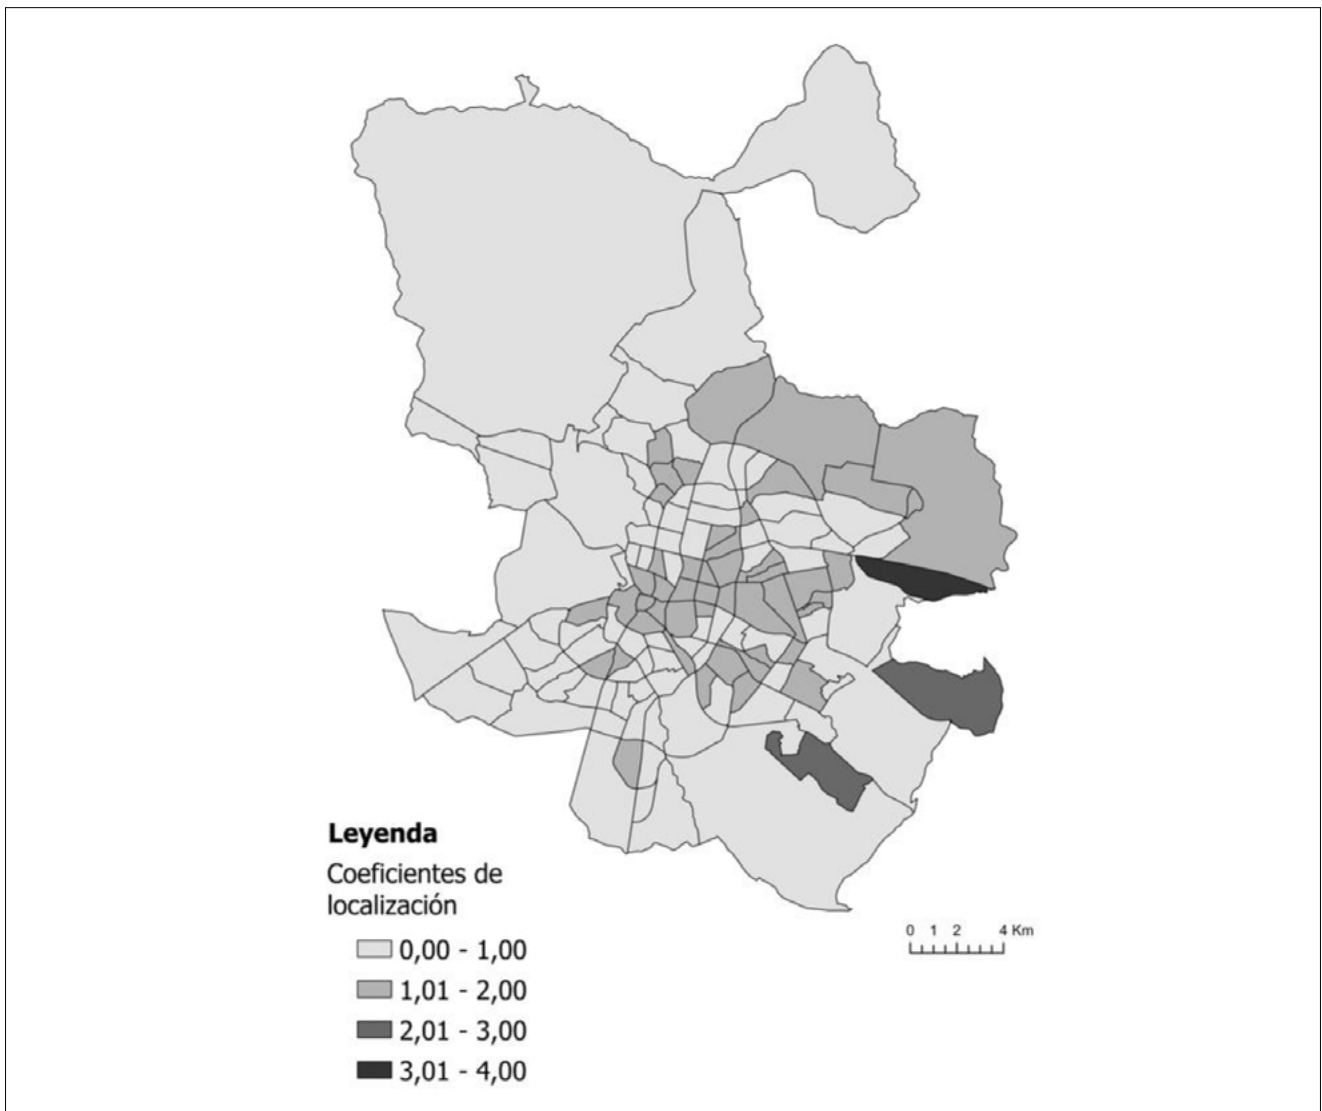 Leyenda
Coeficientes de
localización
0,00 - 1,00
1,01 - 2,00
2,01 - 3,00
3,01 - 4,00
0 1 2 4 Km